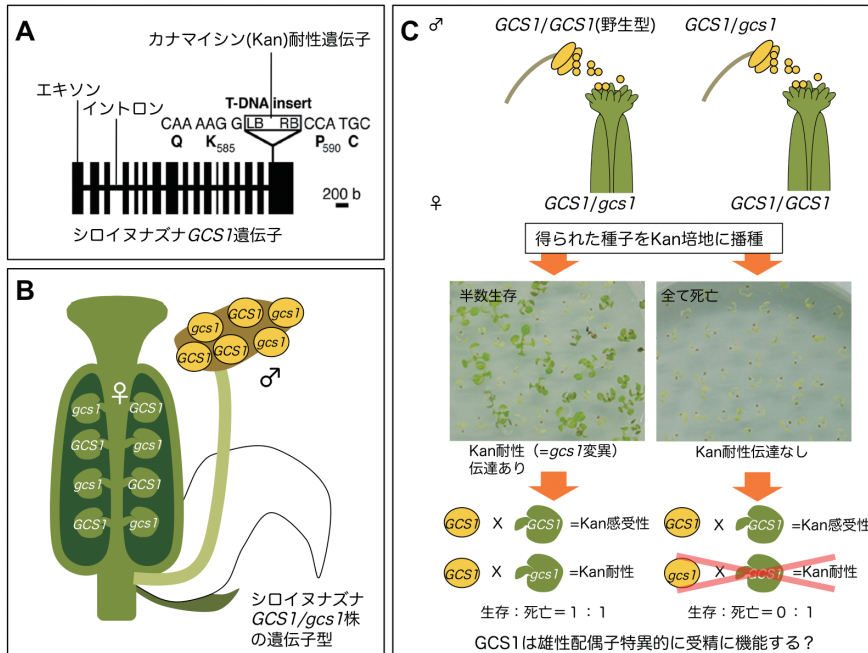 A
カナマイシン(Kan)耐性遺伝子
エキソン
イントロン
T-DNA insert
CAA AAG G LB RB CCA TGC
Q K585 P590 C
200 b
シロイヌナズナGCS1遺伝子
B
gcs1 GCS1 gcs1
GCS1 GCS1 gcs1
♀ ♂
gcs1 GCS1
GCS1 gcs1
gcs1 GCS1
GCS1 gcs1
シロイヌナズナ
GCS1/gcs1株
の遺伝子型
C
♂ GCS1/GCS1(野生型) GCS1/gcs1
♀ GCS1/gcs1 GCS1/GCS1
得られた種子をKan培地に播種
半数生存 全て死亡
Kan耐性（=gcs1変異）
伝達あり
Kan耐性伝達なし
GCS1 X GCS1 =Kan感受性 GCS1 X GCS1 =Kan感受性
GCS1 X gcs1 =Kan耐性 gcs1 X GCS1 =Kan耐性
生存：死亡＝1：1 生存：死亡＝0：1
GCS1は雄性配偶子特異的に受精に機能する？